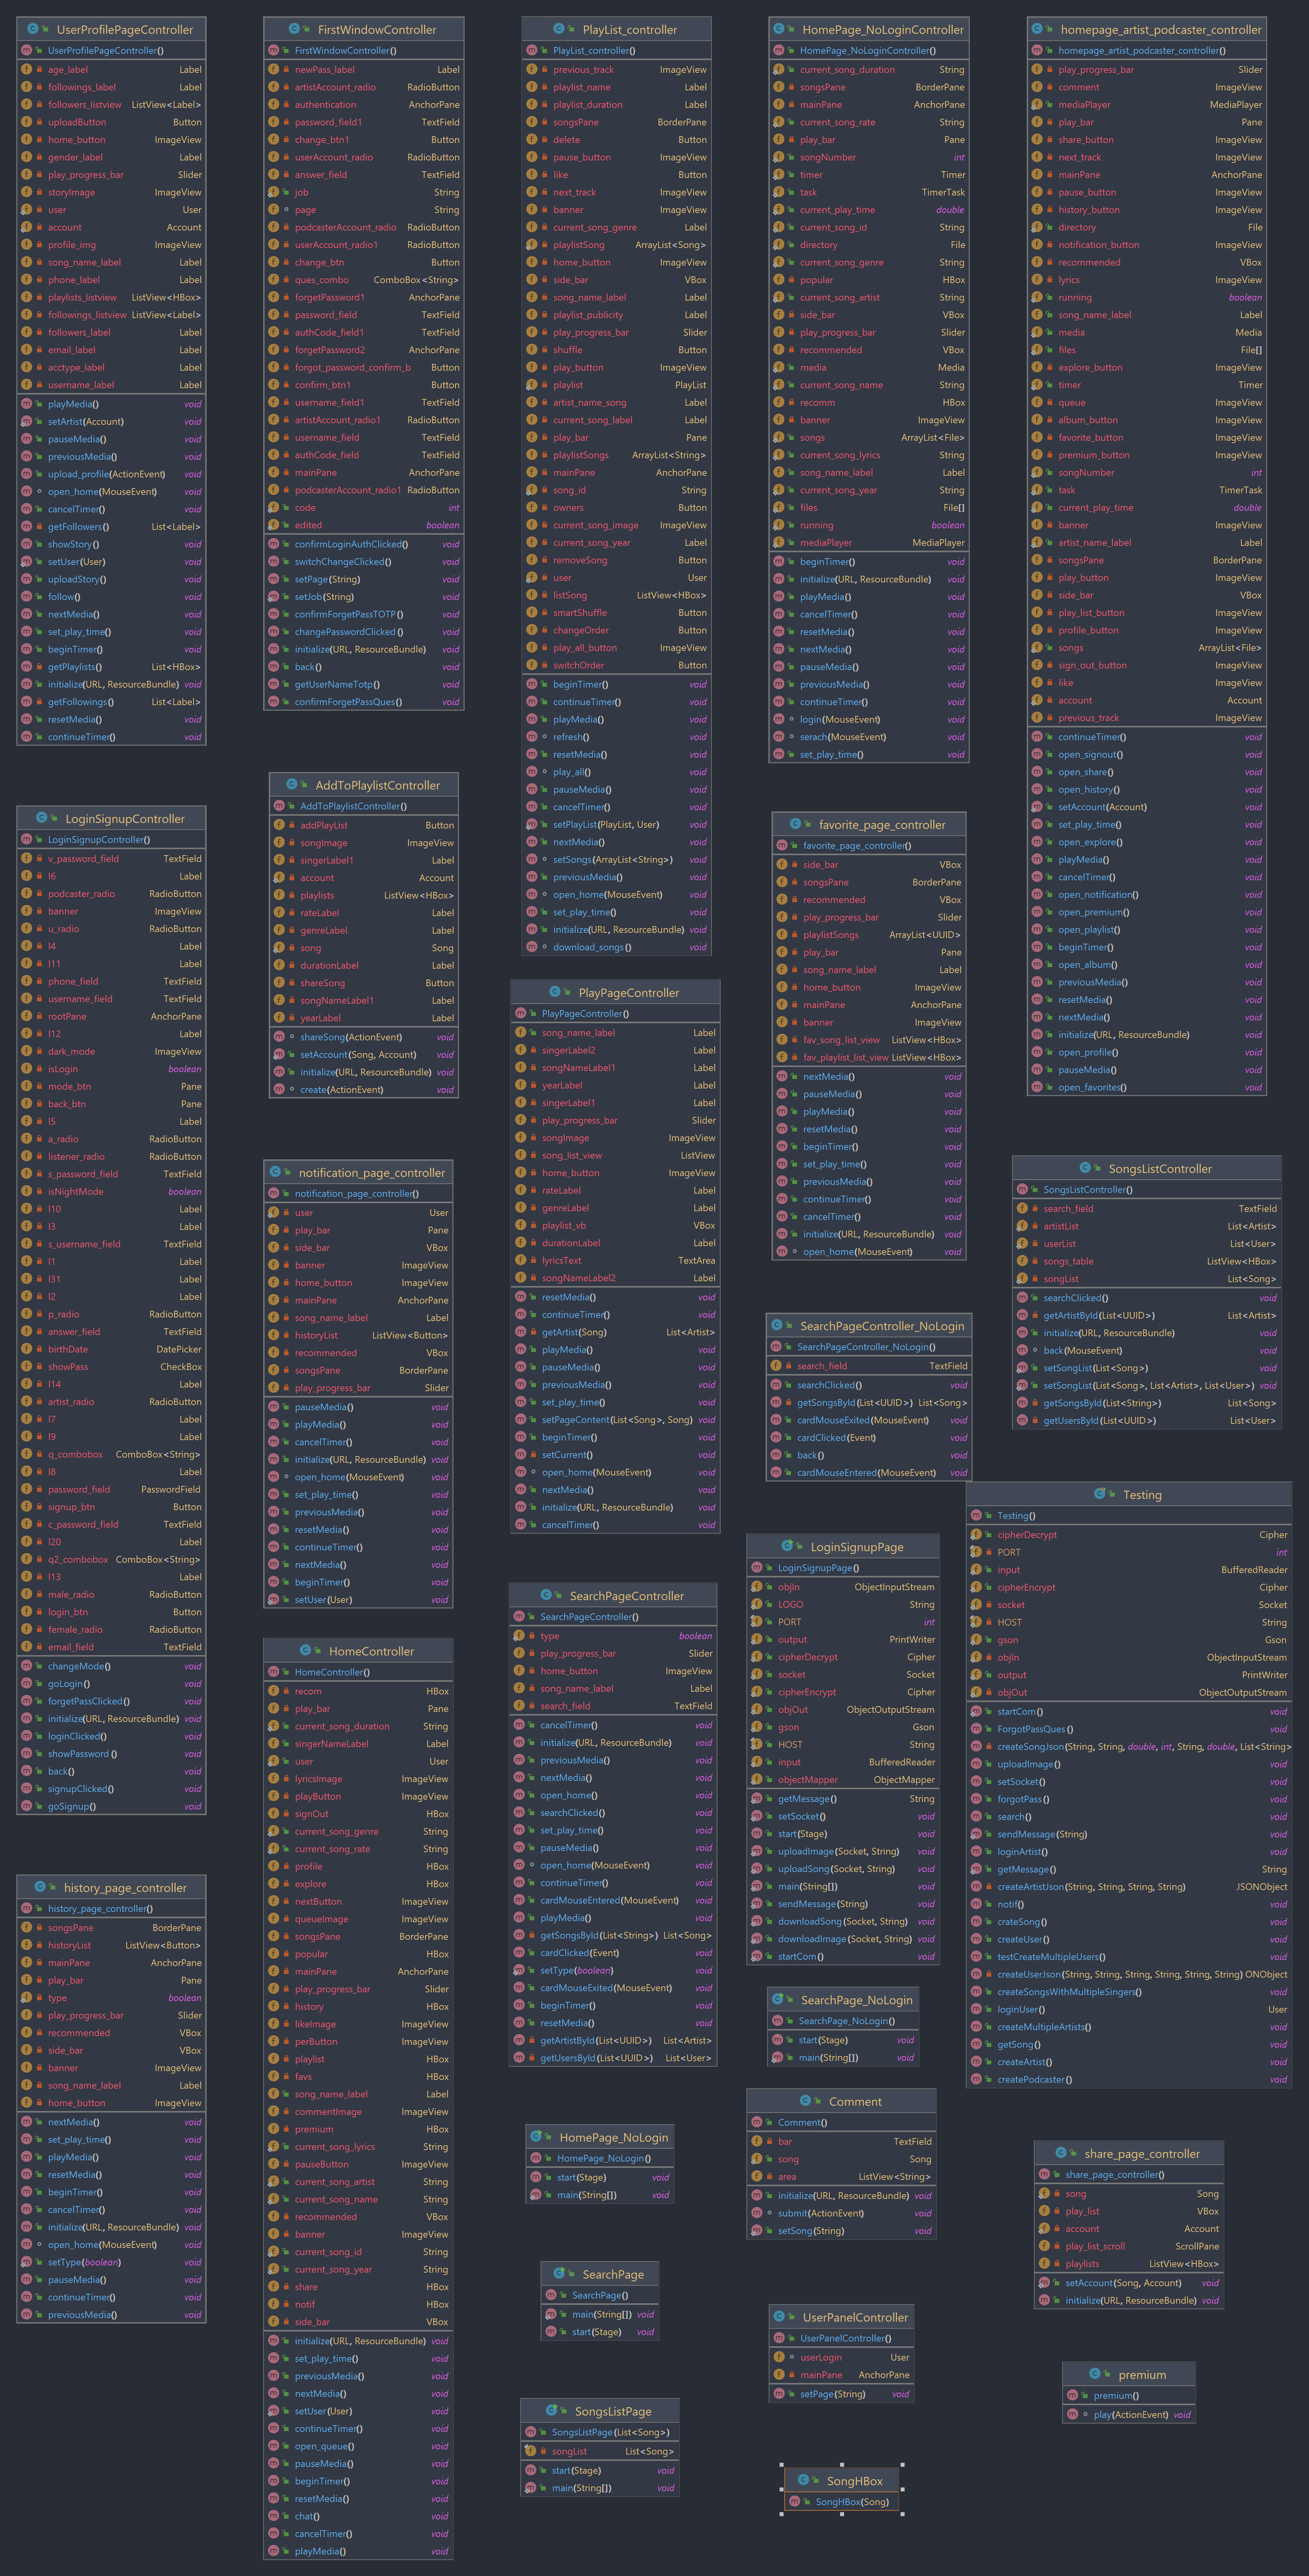 UserProfilePageController
UserProfilePageController()
age_label Label
followings_label Label
followers_listview ListView<Label>
uploadButton Button
home_button ImageView
gender_label Label
play_progress_bar Slider
storyImage ImageView
user User
account Account
profile_img ImageView
song_name_label Label
phone_label Label
playlists_listview ListView<HBox>
followings_listview ListView<Label>
followers_label Label
email_label Label
acctype_label Label
username_label Label
playMedia() void
setArtist(Account) void
pauseMedia() void
previousMedia() void
upload_profile(ActionEvent) void
open_home(MouseEvent) void
cancelTimer() void
getFollowers() List<Label>
showStory() void
setUser(User) void
uploadStory() void
follow() void
nextMedia() void
set_play_time() void
beginTimer() void
getPlaylists() List<HBox>
initialize(URL, ResourceBundle) void
getFollowings() List<Label>
resetMedia() void
continueTimer() void
LoginSignupController
LoginSignupController()
v_password_field TextField
l6 Label
podcaster_radio RadioButton
banner ImageView
u_radio RadioButton
l4 Label
l11 Label
phone_field TextField
username_field TextField
rootPane AnchorPane
l12 Label
dark_mode ImageView
isLogin boolean
mode_btn Pane
back_btn Pane
l5 Label
a_radio RadioButton
listener_radio RadioButton
s_password_field TextField
isNightMode boolean
l10 Label
l3 Label
s_username_field TextField
l1 Label
l31 Label
l2 Label
p_radio RadioButton
answer_field TextField
birthDate DatePicker
showPass CheckBox
l14 Label
artist_radio RadioButton
l7 Label
l9 Label
q_combobox ComboBox<String>
l8 Label
password_field PasswordField
signup_btn Button
c_password_field TextField
l20 Label
q2_combobox ComboBox<String>
l13 Label
male_radio RadioButton
login_btn Button
female_radio RadioButton
email_field TextField
changeMode() void
goLogin() void
forgetPassClicked() void
initialize(URL, ResourceBundle) void
loginClicked() void
showPassword() void
back() void
signupClicked() void
goSignup() void
history_page_controller
history_page_controller()
songsPane BorderPane
historyList ListView<Button>
mainPane AnchorPane
play_bar Pane
type boolean
play_progress_bar Slider
recommended VBox
side_bar VBox
banner ImageView
song_name_label Label
home_button ImageView
nextMedia() void
set_play_time() void
playMedia() void
resetMedia() void
beginTimer() void
cancelTimer() void
initialize(URL, ResourceBundle) void
open_home(MouseEvent) void
setType(boolean) void
pauseMedia() void
continueTimer() void
previousMedia() void
FirstWindowController
FirstWindowController()
newPass_label Label
artistAccount_radio RadioButton
authentication AnchorPane
password_field1 TextField
change_btn1 Button
userAccount_radio RadioButton
answer_field TextField
job String
page String
podcasterAccount_radio RadioButton
userAccount_radio1 RadioButton
change_btn Button
ques_combo ComboBox<String>
forgetPassword1 AnchorPane
password_field TextField
authCode_field1 TextField
forgetPassword2 AnchorPane
forgot_password_confirm_b Button
confirm_btn1 Button
username_field1 TextField
artistAccount_radio1 RadioButton
username_field TextField
authCode_field TextField
mainPane AnchorPane
podcasterAccount_radio1 RadioButton
code int
edited boolean
confirmLoginAuthClicked() void
switchChangeClicked() void
setPage(String) void
setJob(String) void
confirmForgetPassTOTP() void
changePasswordClicked() void
initialize(URL, ResourceBundle) void
back() void
getUserNameTotp() void
confirmForgetPassQues() void
AddToPlaylistController
AddToPlaylistController()
addPlayList Button
songImage ImageView
singerLabel1 Label
account Account
playlists ListView<HBox>
rateLabel Label
genreLabel Label
song Song
durationLabel Label
shareSong Button
songNameLabel1 Label
yearLabel Label
shareSong(ActionEvent) void
setAccount(Song, Account) void
initialize(URL, ResourceBundle) void
create(ActionEvent) void
notification_page_controller
notification_page_controller()
user User
play_bar Pane
side_bar VBox
banner ImageView
home_button ImageView
mainPane AnchorPane
song_name_label Label
historyList ListView<Button>
recommended VBox
songsPane BorderPane
play_progress_bar Slider
pauseMedia() void
playMedia() void
cancelTimer() void
initialize(URL, ResourceBundle) void
open_home(MouseEvent) void
set_play_time() void
previousMedia() void
resetMedia() void
continueTimer() void
nextMedia() void
beginTimer() void
setUser(User) void
HomeController
HomeController()
recom HBox
play_bar Pane
current_song_duration String
singerNameLabel Label
user User
lyricsImage ImageView
playButton ImageView
signOut HBox
current_song_genre String
current_song_rate String
profile HBox
explore HBox
nextButton ImageView
queueImage ImageView
songsPane BorderPane
popular HBox
mainPane AnchorPane
play_progress_bar Slider
history HBox
likeImage ImageView
perButton ImageView
playlist HBox
favs HBox
song_name_label Label
commentImage ImageView
premium HBox
current_song_lyrics String
pauseButton ImageView
current_song_artist String
current_song_name String
recommended VBox
banner ImageView
current_song_id String
current_song_year String
share HBox
notif HBox
side_bar VBox
initialize(URL, ResourceBundle) void
set_play_time() void
previousMedia() void
nextMedia() void
setUser(User) void
continueTimer() void
open_queue() void
pauseMedia() void
beginTimer() void
resetMedia() void
chat() void
cancelTimer() void
playMedia() void
PlayList_controller
PlayList_controller()
previous_track ImageView
playlist_name Label
playlist_duration Label
songsPane BorderPane
delete Button
pause_button ImageView
like Button
next_track ImageView
banner ImageView
current_song_genre Label
playlistSong ArrayList<Song>
home_button ImageView
side_bar VBox
song_name_label Label
playlist_publicity Label
play_progress_bar Slider
shuffle Button
play_button ImageView
playlist PlayList
artist_name_song Label
current_song_label Label
play_bar Pane
playlistSongs ArrayList<String>
mainPane AnchorPane
song_id String
owners Button
current_song_image ImageView
current_song_year Label
removeSong Button
user User
listSong ListView<HBox>
smartShuffle Button
changeOrder Button
play_all_button ImageView
switchOrder Button
beginTimer() void
continueTimer() void
playMedia() void
refresh() void
resetMedia() void
play_all() void
pauseMedia() void
cancelTimer() void
setPlayList(PlayList, User) void
nextMedia() void
setSongs(ArrayList<String>) void
previousMedia() void
open_home(MouseEvent) void
set_play_time() void
initialize(URL, ResourceBundle) void
download_songs() void
PlayPageController
PlayPageController()
song_name_label Label
singerLabel2 Label
songNameLabel1 Label
yearLabel Label
singerLabel1 Label
play_progress_bar Slider
songImage ImageView
song_list_view ListView
home_button ImageView
rateLabel Label
genreLabel Label
playlist_vb VBox
durationLabel Label
lyricsText TextArea
songNameLabel2 Label
resetMedia() void
continueTimer() void
getArtist(Song) List<Artist>
playMedia() void
pauseMedia() void
previousMedia() void
set_play_time() void
setPageContent(List<Song>, Song) void
beginTimer() void
setCurrent() void
open_home(MouseEvent) void
nextMedia() void
initialize(URL, ResourceBundle) void
cancelTimer() void
SearchPageController
SearchPageController()
type boolean
play_progress_bar Slider
home_button ImageView
song_name_label Label
search_field TextField
cancelTimer() void
initialize(URL, ResourceBundle) void
previousMedia() void
nextMedia() void
open_home() void
searchClicked() void
set_play_time() void
pauseMedia() void
open_home(MouseEvent) void
continueTimer() void
cardMouseEntered(MouseEvent) void
playMedia() void
getSongsById(List<String>) List<Song>
cardClicked(Event) void
setType(boolean) void
cardMouseExited(MouseEvent) void
beginTimer() void
resetMedia() void
getArtistById(List<UUID>) List<Artist>
getUsersById(List<UUID>) List<User>
HomePage_NoLogin
HomePage_NoLogin()
start(Stage) void
main(String[]) void
SearchPage
SearchPage()
main(String[]) void
start(Stage) void
SongsListPage
SongsListPage(List<Song>)
songList List<Song>
start(Stage) void
main(String[]) void
HomePage_NoLoginController
HomePage_NoLoginController()
current_song_duration String
songsPane BorderPane
mainPane AnchorPane
current_song_rate String
play_bar Pane
songNumber int
timer Timer
task TimerTask
current_play_time double
current_song_id String
directory File
current_song_genre String
popular HBox
current_song_artist String
side_bar VBox
play_progress_bar Slider
recommended VBox
media Media
current_song_name String
recomm HBox
banner ImageView
songs ArrayList<File>
current_song_lyrics String
song_name_label Label
current_song_year String
files File[]
running boolean
mediaPlayer MediaPlayer
beginTimer() void
initialize(URL, ResourceBundle) void
playMedia() void
cancelTimer() void
resetMedia() void
nextMedia() void
pauseMedia() void
previousMedia() void
continueTimer() void
login(MouseEvent) void
serach(MouseEvent) void
set_play_time() void
favorite_page_controller
favorite_page_controller()
side_bar VBox
songsPane BorderPane
recommended VBox
play_progress_bar Slider
playlistSongs ArrayList<UUID>
play_bar Pane
song_name_label Label
home_button ImageView
mainPane AnchorPane
banner ImageView
fav_song_list_view ListView<HBox>
fav_playlist_list_view ListView<HBox>
nextMedia() void
pauseMedia() void
playMedia() void
resetMedia() void
beginTimer() void
set_play_time() void
previousMedia() void
continueTimer() void
cancelTimer() void
initialize(URL, ResourceBundle) void
open_home(MouseEvent) void
SearchPageController_NoLogin
SearchPageController_NoLogin()
search_field TextField
searchClicked() void
getSongsById(List<UUID>) List<Song>
cardMouseExited(MouseEvent) void
cardClicked(Event) void
back() void
cardMouseEntered(MouseEvent) void
LoginSignupPage
LoginSignupPage()
objIn ObjectInputStream
LOGO String
PORT int
output PrintWriter
cipherDecrypt Cipher
socket Socket
cipherEncrypt Cipher
objOut ObjectOutputStream
gson Gson
HOST String
input BufferedReader
objectMapper ObjectMapper
getMessage() String
setSocket() void
start(Stage) void
uploadImage(Socket, String) void
uploadSong(Socket, String) void
main(String[]) void
sendMessage(String) void
downloadSong(Socket, String) void
downloadImage(Socket, String) void
startCom() void
SearchPage_NoLogin
SearchPage_NoLogin()
start(Stage) void
main(String[]) void
Comment
Comment()
bar TextField
song Song
area ListView<String>
initialize(URL, ResourceBundle) void
submit(ActionEvent) void
setSong(String) void
UserPanelController
UserPanelController()
userLogin User
mainPane AnchorPane
setPage(String) void
SongHBox
SongHBox(Song)
homepage_artist_podcaster_controller
homepage_artist_podcaster_controller()
play_progress_bar Slider
comment ImageView
mediaPlayer MediaPlayer
play_bar Pane
share_button ImageView
next_track ImageView
mainPane AnchorPane
pause_button ImageView
history_button ImageView
directory File
notification_button ImageView
recommended VBox
lyrics ImageView
running boolean
song_name_label Label
media Media
files File[]
explore_button ImageView
timer Timer
queue ImageView
album_button ImageView
favorite_button ImageView
premium_button ImageView
songNumber int
task TimerTask
current_play_time double
banner ImageView
artist_name_label Label
songsPane BorderPane
play_button ImageView
side_bar VBox
play_list_button ImageView
profile_button ImageView
songs ArrayList<File>
sign_out_button ImageView
like ImageView
account Account
previous_track ImageView
continueTimer() void
open_signout() void
open_share() void
open_history() void
setAccount(Account) void
set_play_time() void
open_explore() void
playMedia() void
cancelTimer() void
open_notification() void
open_premium() void
open_playlist() void
beginTimer() void
open_album() void
previousMedia() void
resetMedia() void
nextMedia() void
initialize(URL, ResourceBundle) void
open_profile() void
pauseMedia() void
open_favorites() void
SongsListController
SongsListController()
search_field TextField
artistList List<Artist>
userList List<User>
songs_table ListView<HBox>
songList List<Song>
searchClicked() void
getArtistById(List<UUID>) List<Artist>
initialize(URL, ResourceBundle) void
back(MouseEvent) void
setSongList(List<Song>) void
setSongList(List<Song>, List<Artist>, List<User>) void
getSongsById(List<String>) List<Song>
getUsersById(List<UUID>) List<User>
Testing
Testing()
cipherDecrypt Cipher
PORT int
input BufferedReader
cipherEncrypt Cipher
socket Socket
HOST String
gson Gson
objIn ObjectInputStream
output PrintWriter
objOut ObjectOutputStream
startCom() void
ForgotPassQues() void
createSongJson(String, String, double, int, String, double, List<String>
uploadImage() void
setSocket() void
forgotPass() void
search() void
sendMessage(String) void
loginArtist() void
getMessage() String
createArtistJson(String, String, String, String) JSONObject
notif() void
crateSong() void
createUser() void
testCreateMultipleUsers() void
createUserJson(String, String, String, String, String, String) ONObject
createSongsWithMultipleSingers() void
loginUser() User
createMultipleArtists() void
getSong() void
createArtist() void
createPodcaster() void
share_page_controller
share_page_controller()
song Song
play_list VBox
account Account
play_list_scroll ScrollPane
playlists ListView<HBox>
setAccount(Song, Account) void
initialize(URL, ResourceBundle) void
premium
premium()
play(ActionEvent) void